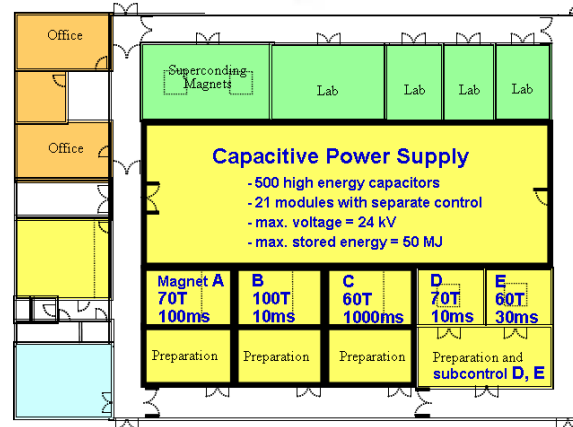 Office
Superconding
Magnets
Lab
Lab
Lab
Lab
Office
Capacitive Power Supply
- 500 high energy capacitors
- 21 modules with separate control
- max. voltage = 24 kV
- max. stored energy = 50 MJ
Magnet A
70T
100ms
B
100T
10ms
C
60T
1000ms
D
70T
10ms
E
60T
30ms
Preparation
Preparation
Preparation
Preparation and
subcontrol D, E